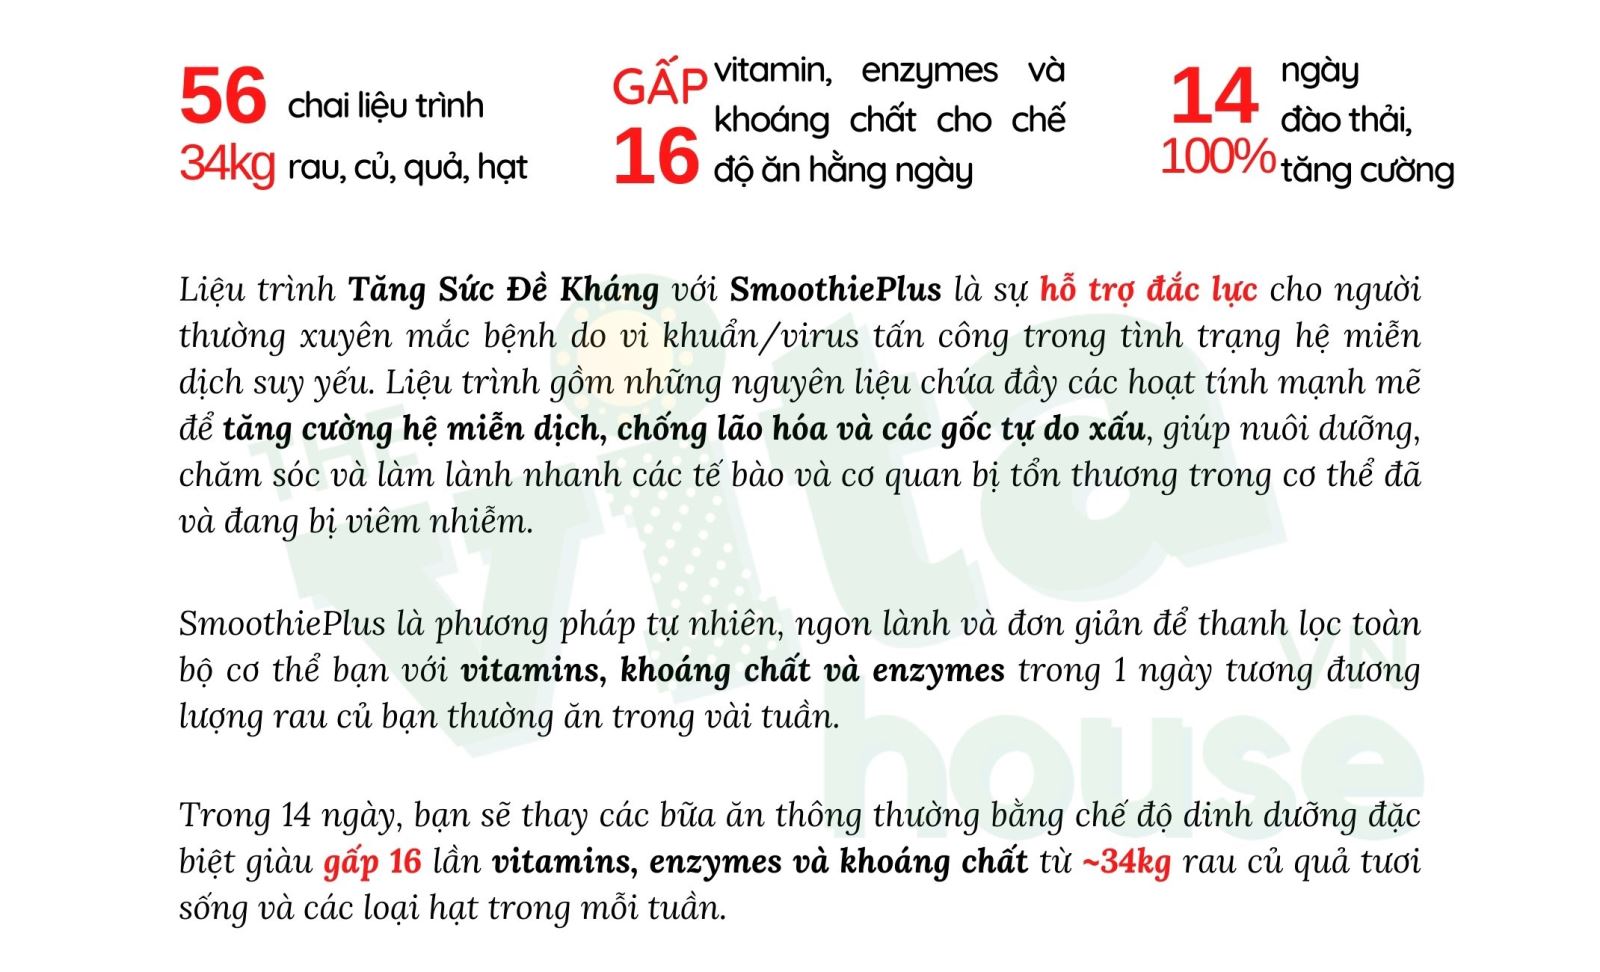 56 chai liệu trình
34kg rau, củ, quả, hạt
GẤP 16
vitamin, enzymes và
khoáng chất cho chế
độ ăn hằng ngày
14 ngày
đào thải,
100% tăng cường
Liệu trình Tăng Sức Đề Kháng với SmoothiePlus là sự hỗ trợ đắc lực cho người
thường xuyên mắc bệnh do vi khuẩn/virus tấn công trong tình trạng hệ miễn
dịch suy yếu. Liệu trình gồm những nguyên liệu chứa đầy các hoạt tính mạnh mẽ
để tăng cường hệ miễn dịch, chống lão hóa và các gốc tự do xấu, giúp nuôi dưỡng,
chăm sóc và làm lành nhanh các tế bào và cơ quan bị tổn thương trong cơ thể đã
và đang bị viêm nhiễm.
SmoothiePlus là phương pháp tự nhiên, ngon lành và đơn giản để thanh lọc toàn
bộ cơ thể bạn với vitamins, khoáng chất và enzymes trong 1 ngày tương đương
lượng rau củ bạn thường ăn trong vài tuần.
Trong 14 ngày, bạn sẽ thay các bữa ăn thông thường bằng chế độ dinh dưỡng đặc
biệt giàu gấp 16 lần vitamins, enzymes và khoáng chất từ ~34kg rau củ quả tươi
sống và các loại hạt trong mỗi tuần.
THE
vita
VN
house